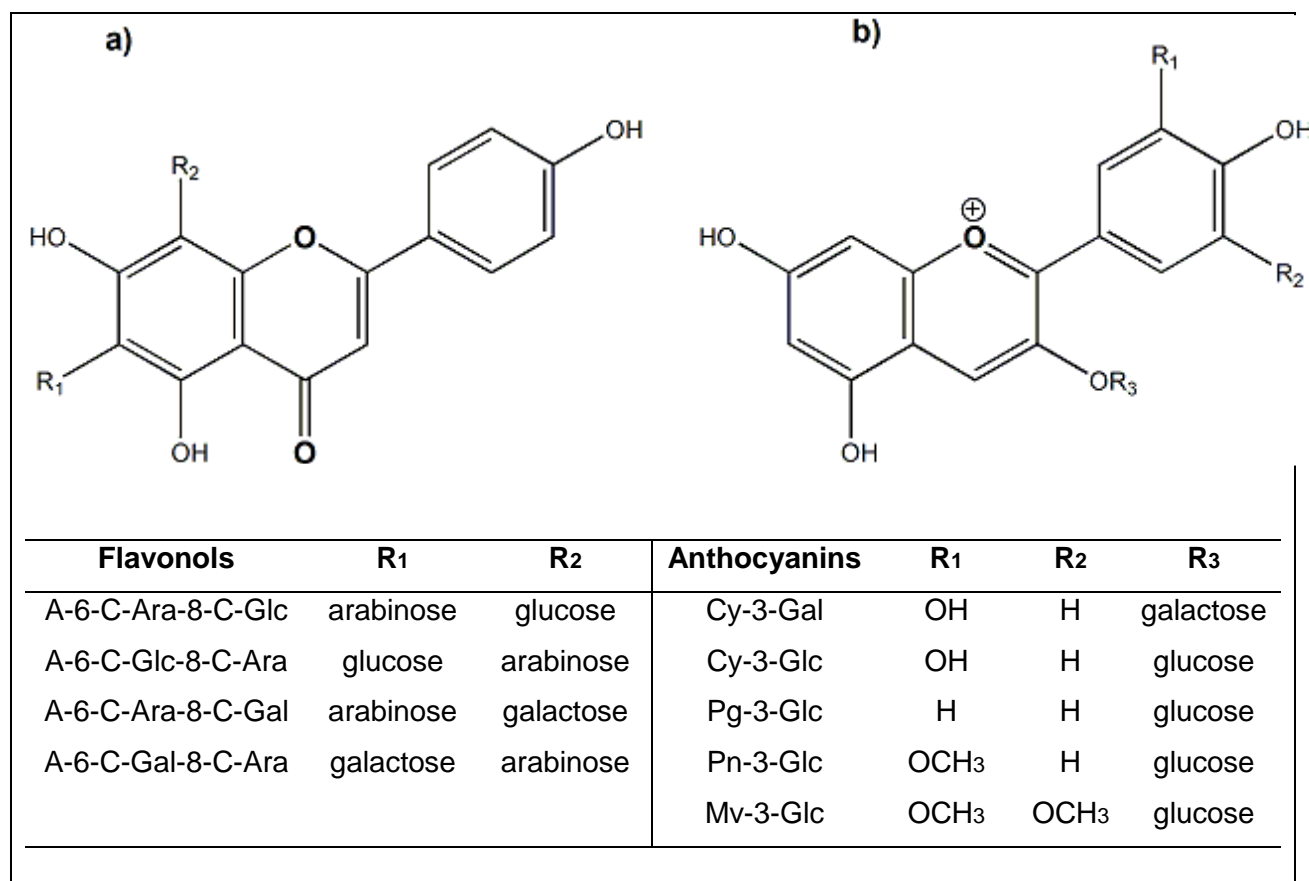 a)
b)
R1
OH
R2
OH
HO
O
⊕
O
HO
R2
R1
OR3
OH
O
OH
Flavonols R1 R2 Anthocyanins R1 R2 R3
A-6-C-Ara-8-C-Glc arabinose glucose Cy-3-Gal OH H galactose
A-6-C-Glc-8-C-Ara glucose arabinose Cy-3-Glc OH H glucose
A-6-C-Ara-8-C-Gal arabinose galactose Pg-3-Glc H H glucose
A-6-C-Gal-8-C-Ara galactose arabinose Pn-3-Glc OCH3 H glucose
Mv-3-Glc OCH3 OCH3 glucose